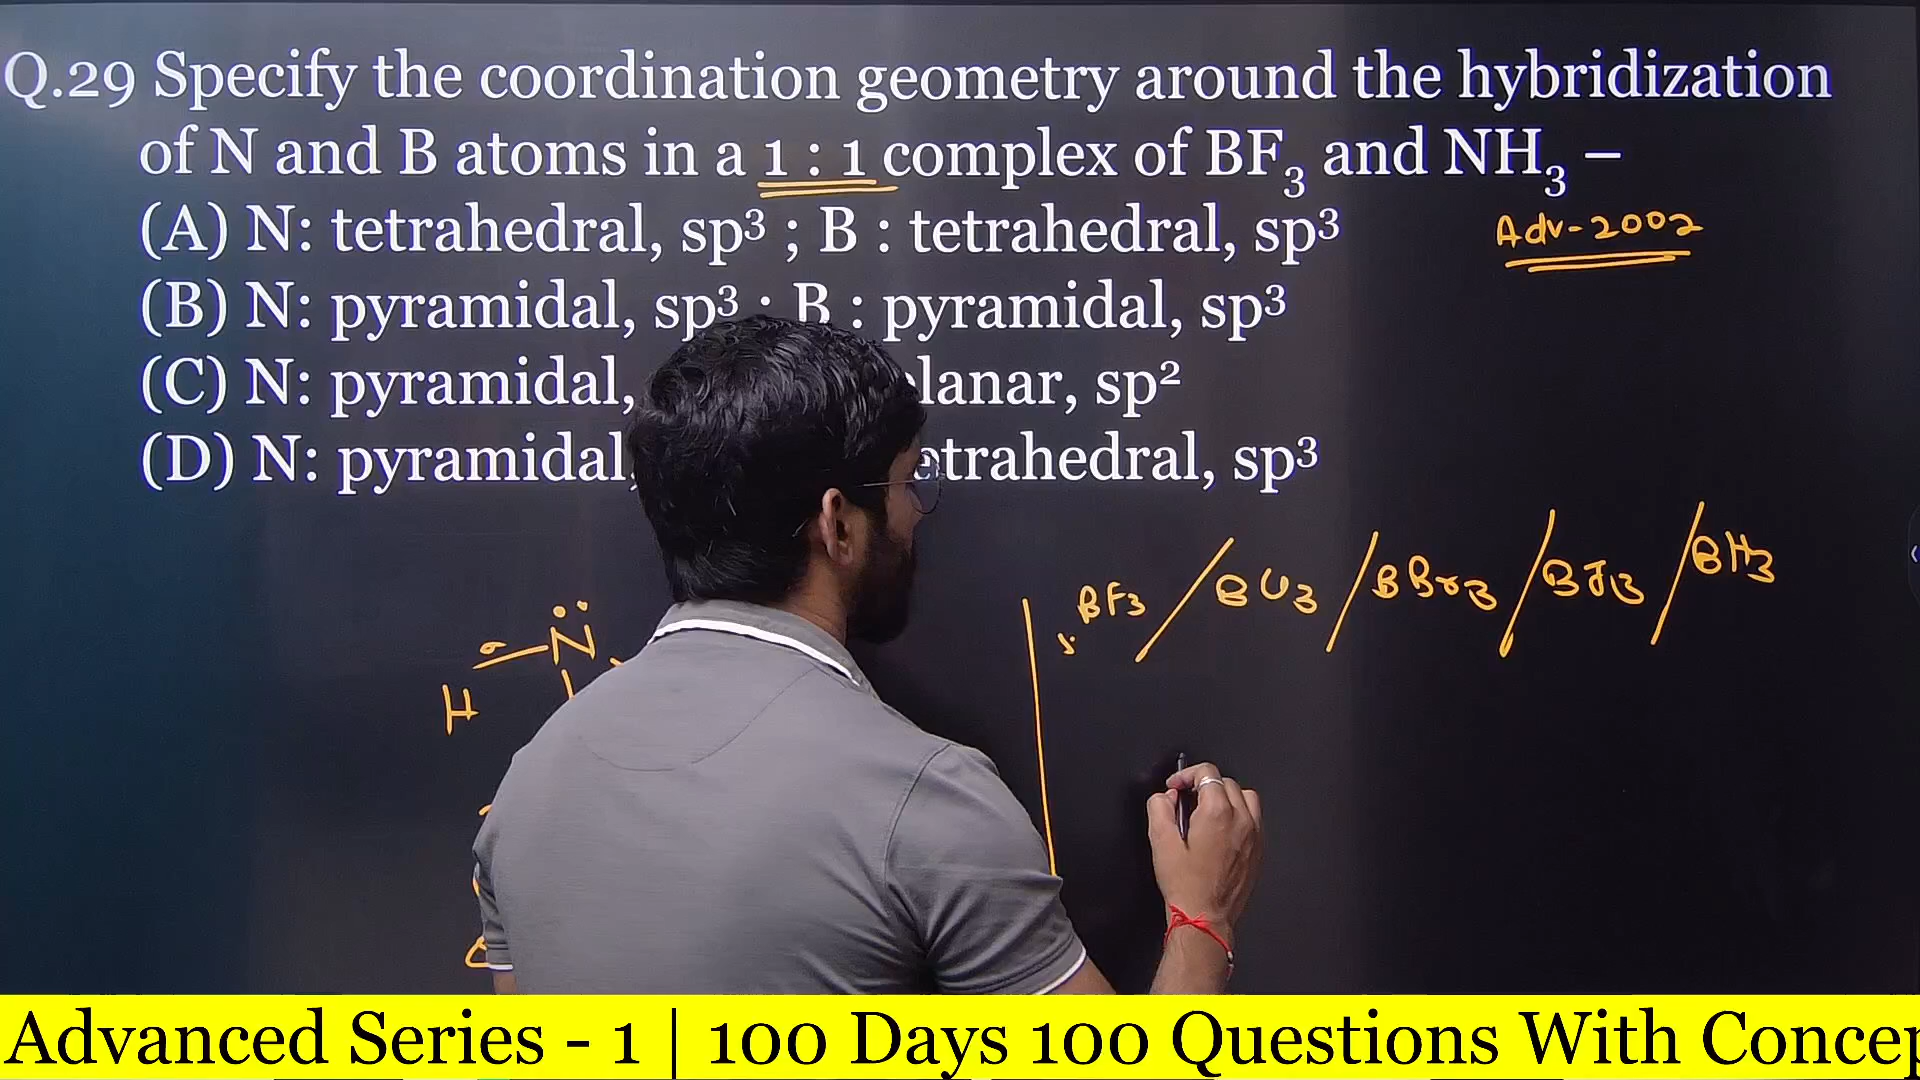 Q.29 Specify the coordination geometry around the hybridization
of N and B atoms in a 1 : 1 complex of BF₃ and NH₃ –
(A) N: tetrahedral, sp³ ; B : tetrahedral, sp³
Adv-2002
(B) N: pyramidal, sp³ ; B : pyramidal, sp³
(C) N: pyramidal, lanar, sp²
(D) N: pyramidal, etrahedral, sp³
BF₃ / BCl₃ / BBr₃ / BI₃ / BH₃
σ N
H
Advanced Series - 1 | 100 Days 100 Questions With Concep